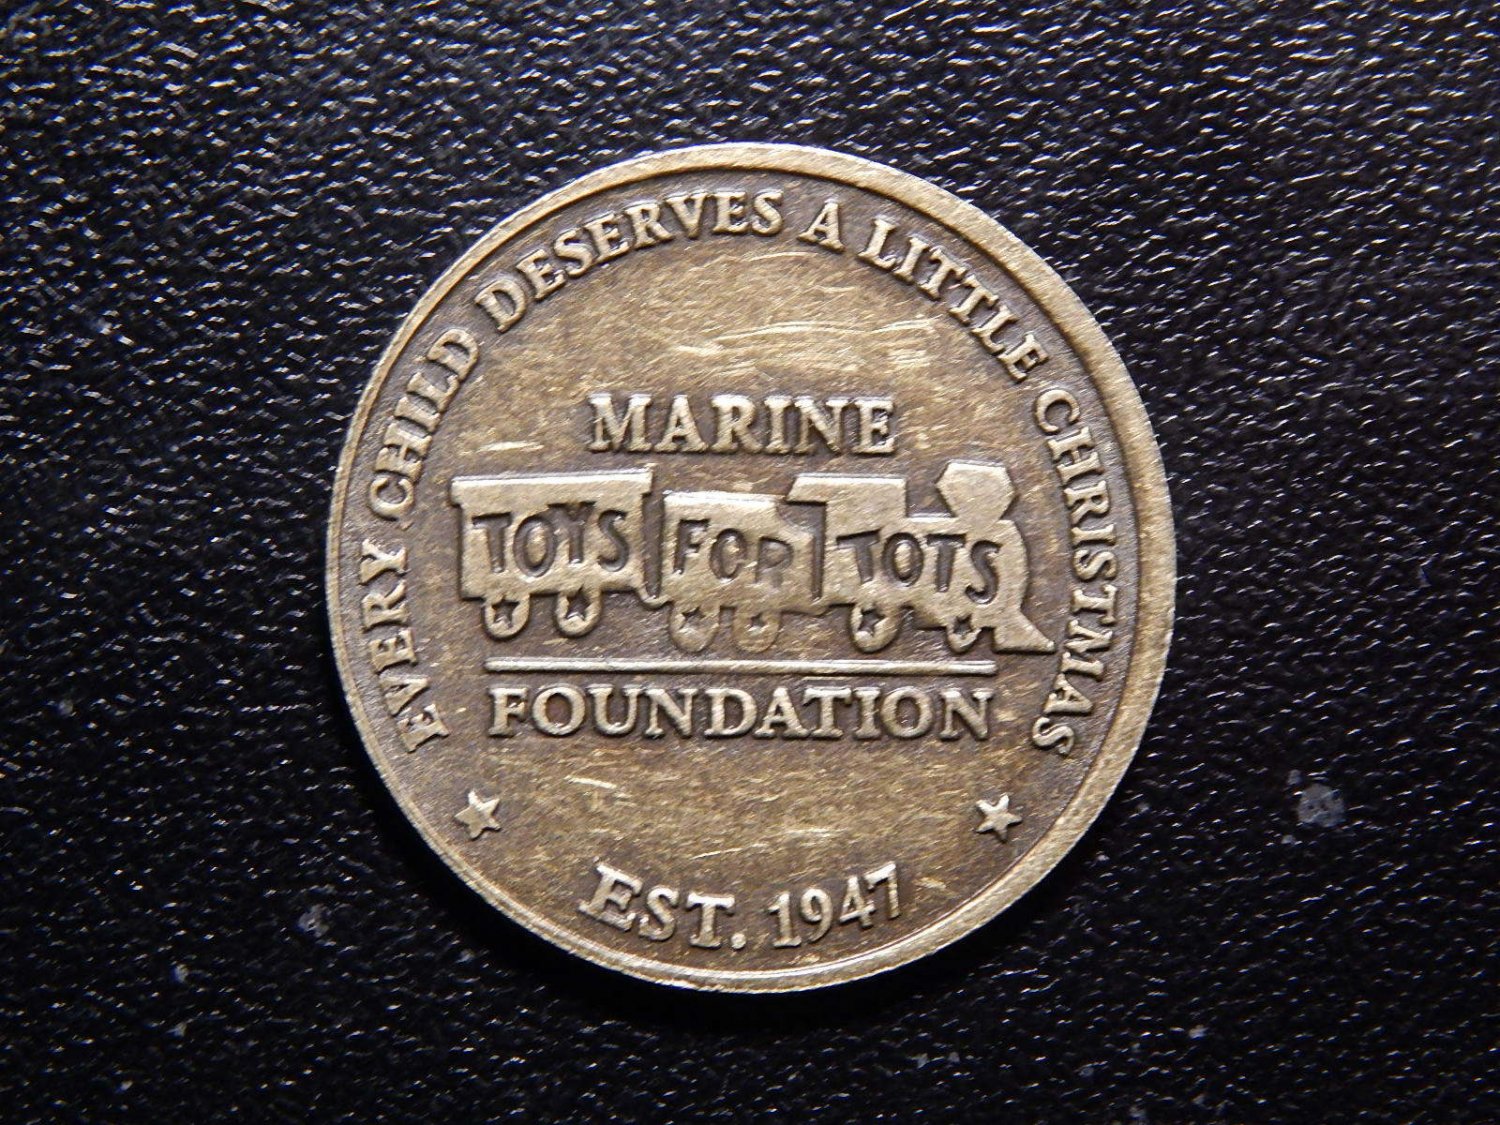 EVERY CHILD DESERVES A LITTLE CHRISTMAS
MARINE
TOYS FOR TOTS
FOUNDATION
EST. 1947